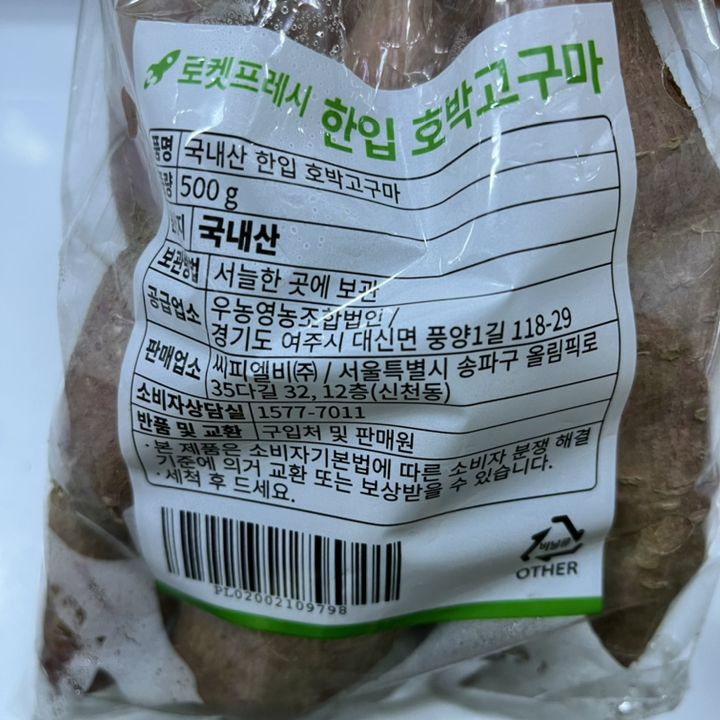 로켓프레시 한입 호박고구마
품명 국내산 한입 호박고구마
량 500 g
지 국내산
보관방법 서늘한 곳에 보관
공급업소 우농영농조합법인 /
경기도 여주시 대신면 풍양1길 118-29
판매업소 씨피엘비(주) / 서울특별시 송파구 올림픽로
35다길 32, 12층(신천동)
소비자상담실 1577-7011
반품 및 교환 구입처 및 판매원
·본 제품은 소비자기본법에 따른 소비자 분쟁 해결
기준에 의거 교환 또는 보상받을 수 있습니다.
·세척 후 드세요.
PL02002109798
비닐류
OTHER